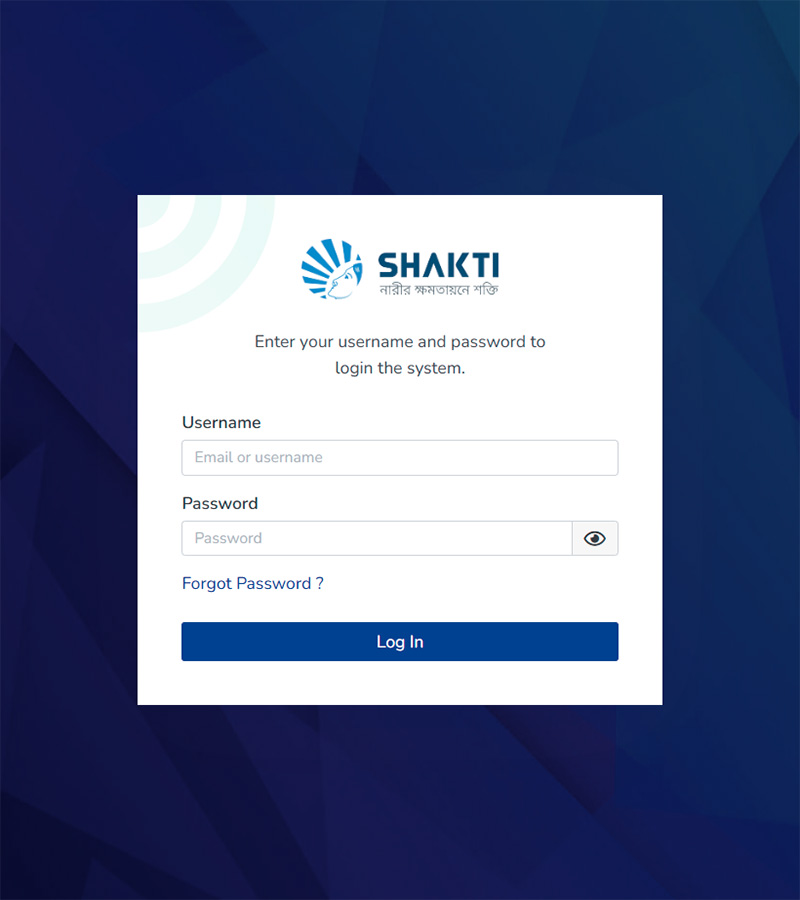 SHAKTI
নারীর ক্ষমতায়নে শক্তি
Enter your username and password to
login the system.
Username
Email or username
Password
Password
Forgot Password ?
Log In